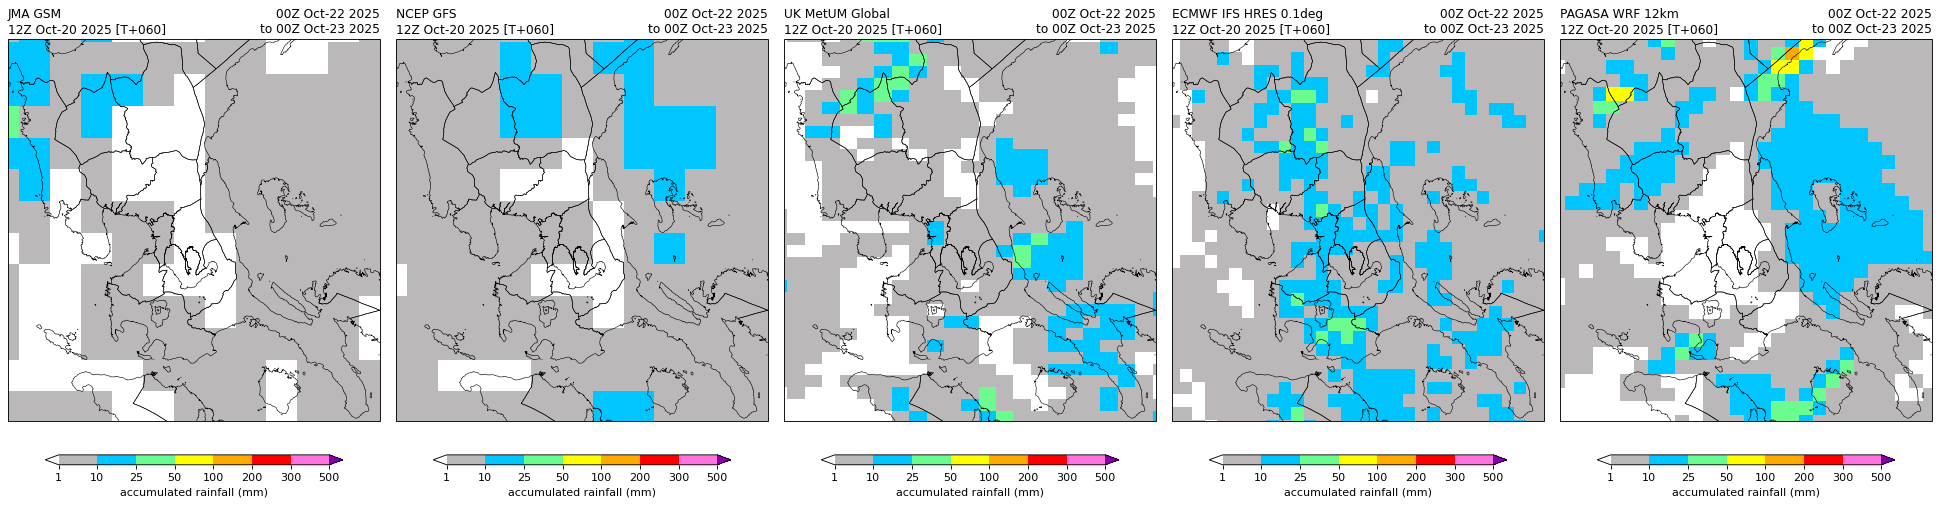 JMA GSM 00Z Oct-22 2025
12Z Oct-20 2025 [T+060] to 00Z Oct-23 2025
1 10 25 50 100 200 300 500
accumulated rainfall (mm)
NCEP GFS 00Z Oct-22 2025
12Z Oct-20 2025 [T+060] to 00Z Oct-23 2025
1 10 25 50 100 200 300 500
accumulated rainfall (mm)
UK MetUM Global 00Z Oct-22 2025
12Z Oct-20 2025 [T+060] to 00Z Oct-23 2025
1 10 25 50 100 200 300 500
accumulated rainfall (mm)
ECMWF IFS HRES 0.1deg 00Z Oct-22 2025
12Z Oct-20 2025 [T+060] to 00Z Oct-23 2025
1 10 25 50 100 200 300 500
accumulated rainfall (mm)
PAGASA WRF 12km 00Z Oct-22 2025
12Z Oct-20 2025 [T+060] to 00Z Oct-23 2025
1 10 25 50 100 200 300 500
accumulated rainfall (mm)